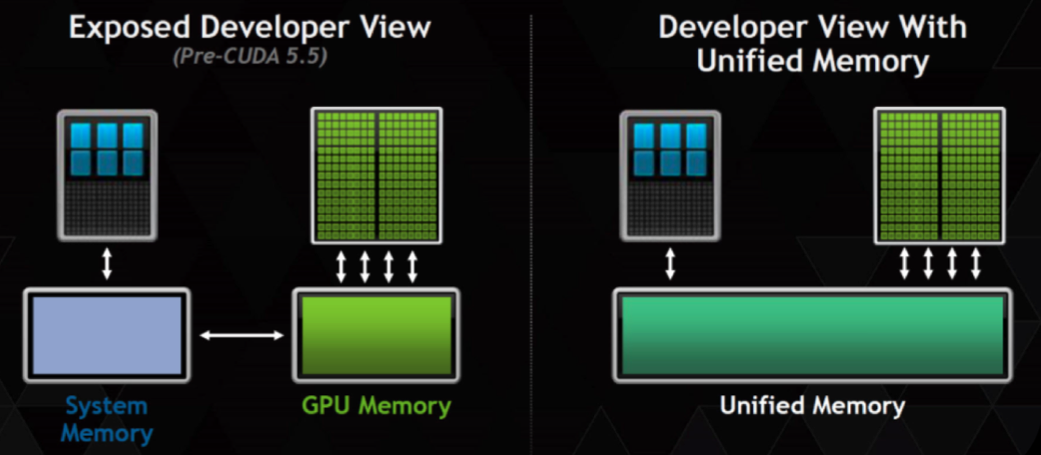 Exposed Developer View
(Pre-CUDA 5.5)
System
Memory
GPU Memory
Developer View With
Unified Memory
Unified Memory